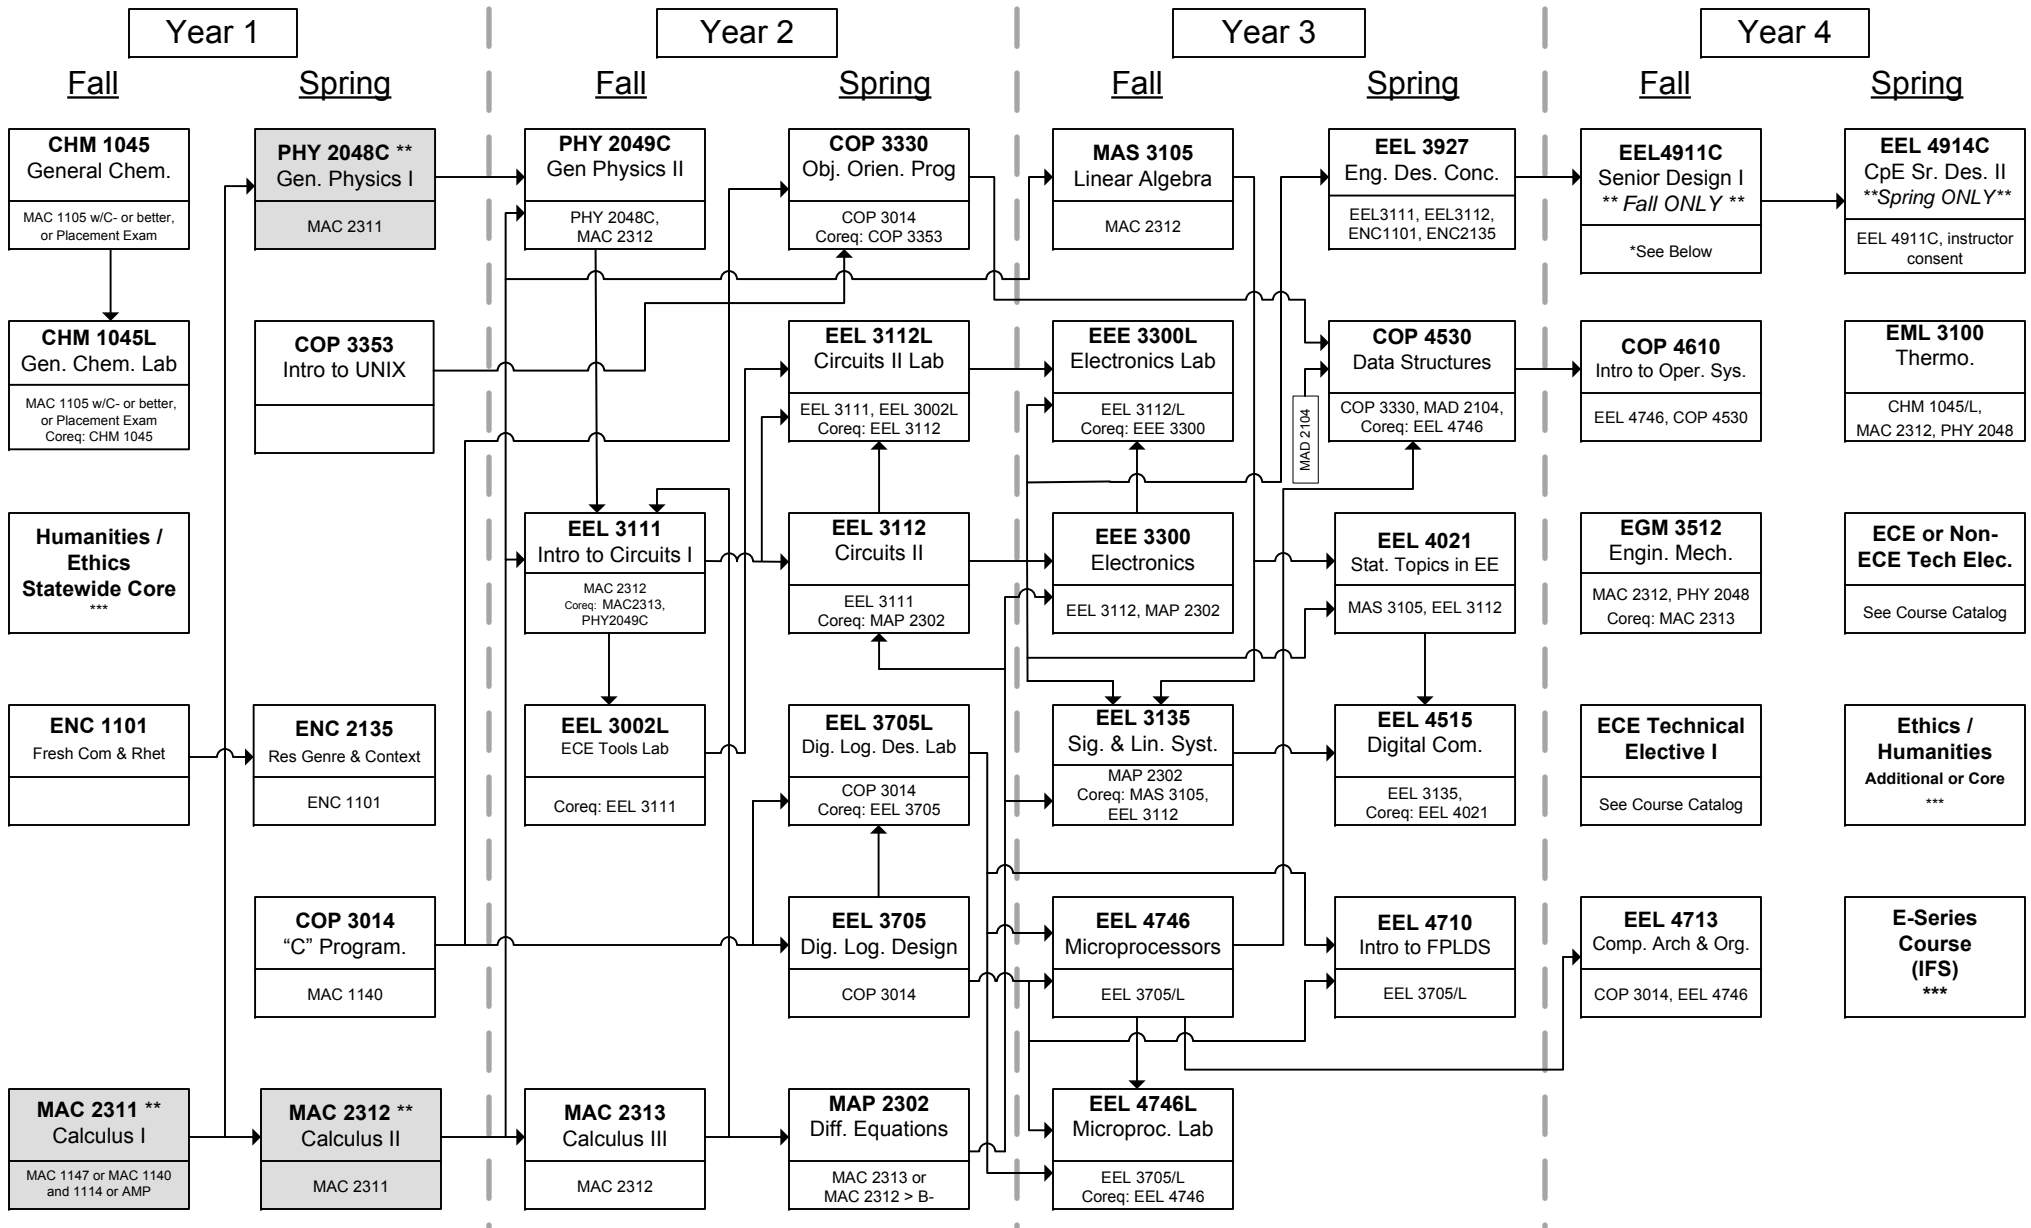 Year 1
Year 2
Year 3
Year 4
Fall
Spring
Fall
Spring
Fall
Spring
Fall
Spring
CHM 1045
General Chem.
MAC 1105 w/C- or better,
or Placement Exam
PHY 2048C **
Gen. Physics I
MAC 2311
PHY 2049C
Gen Physics II
PHY 2048C,
MAC 2312
COP 3330
Obj. Orien. Prog
COP 3014
Coreq: COP 3353
MAS 3105
Linear Algebra
MAC 2312
EEL 3927
Eng. Des. Conc.
EEL3111, EEL3112,
ENC1101, ENC2135
EEL4911C
Senior Design I
** Fall ONLY **
*See Below
EEL 4914C
CpE Sr. Des. II
**Spring ONLY**
EEL 4911C, instructor
consent
CHM 1045L
Gen. Chem. Lab
MAC 1105 w/C- or better,
or Placement Exam
Coreq: CHM 1045
COP 3353
Intro to UNIX
EEL 3112L
Circuits II Lab
EEL 3111, EEL 3002L
Coreq: EEL 3112
EEE 3300L
Electronics Lab
EEL 3112/L
Coreq: EEE 3300
MAD 2104
COP 4530
Data Structures
COP 3330, MAD 2104,
Coreq: EEL 4746
COP 4610
Intro to Oper. Sys.
EEL 4746, COP 4530
EML 3100
Thermo.
CHM 1045/L,
MAC 2312, PHY 2048
Humanities /
Ethics
Statewide Core
***
EEL 3111
Intro to Circuits I
MAC 2312
Coreq: MAC2313,
PHY2049C
EEL 3112
Circuits II
EEL 3111
Coreq: MAP 2302
EEE 3300
Electronics
EEL 3112, MAP 2302
EEL 4021
Stat. Topics in EE
MAS 3105, EEL 3112
EGM 3512
Engin. Mech.
MAC 2312, PHY 2048
Coreq: MAC 2313
ECE or Non-
ECE Tech Elec.
See Course Catalog
ENC 1101
Fresh Com & Rhet
ENC 2135
Res Genre & Context
ENC 1101
EEL 3002L
ECE Tools Lab
Coreq: EEL 3111
EEL 3705L
Dig. Log. Des. Lab
COP 3014
Coreq: EEL 3705
EEL 3135
Sig. & Lin. Syst.
MAP 2302
Coreq: MAS 3105,
EEL 3112
EEL 4515
Digital Com.
EEL 3135,
Coreq: EEL 4021
ECE Technical
Elective I
See Course Catalog
Ethics /
Humanities
Additional or Core
***
COP 3014
“C” Program.
MAC 1140
EEL 3705
Dig. Log. Design
COP 3014
EEL 4746
Microprocessors
EEL 3705/L
EEL 4710
Intro to FPLDS
EEL 3705/L
EEL 4713
Comp. Arch & Org.
COP 3014, EEL 4746
E-Series
Course
(IFS)
***
MAC 2311 **
Calculus I
MAC 1147 or MAC 1140
and 1114 or AMP
MAC 2312 **
Calculus II
MAC 2311
MAC 2313
Calculus III
MAC 2312
MAP 2302
Diff. Equations
MAC 2313 or
MAC 2312 > B-
EEL 4746L
Microproc. Lab
EEL 3705/L
Coreq: EEL 4746